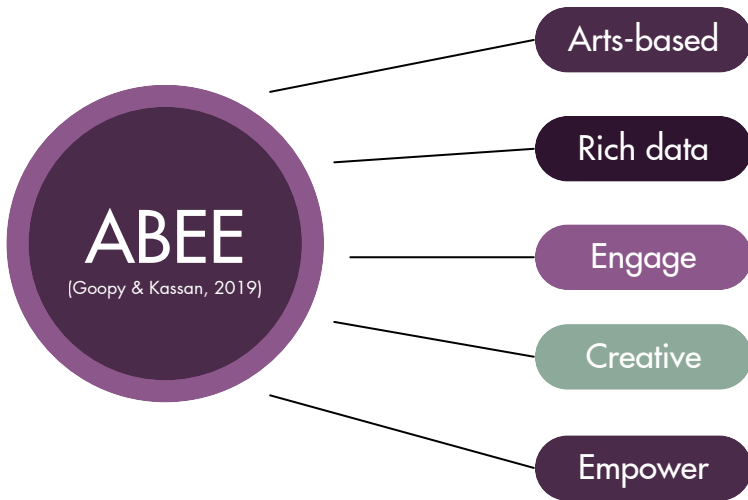 ABEE
(Goopy & Kassan, 2019)
Arts-based
Rich data
Engage
Creative
Empower